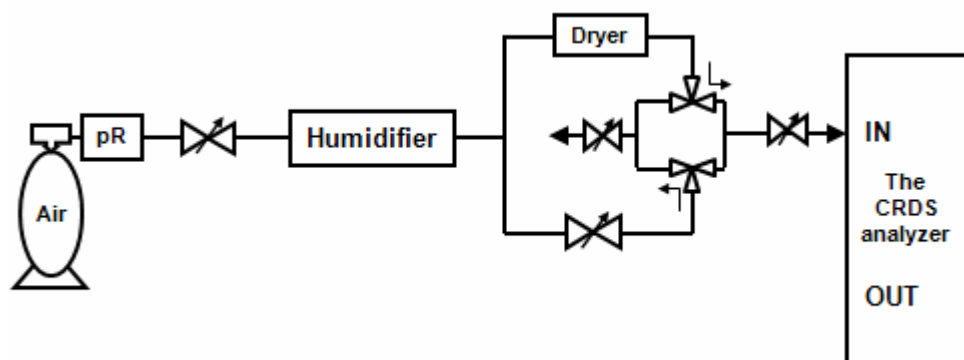 Air
pR
Humidifier
Dryer
IN
The
CRDS
analyzer
OUT